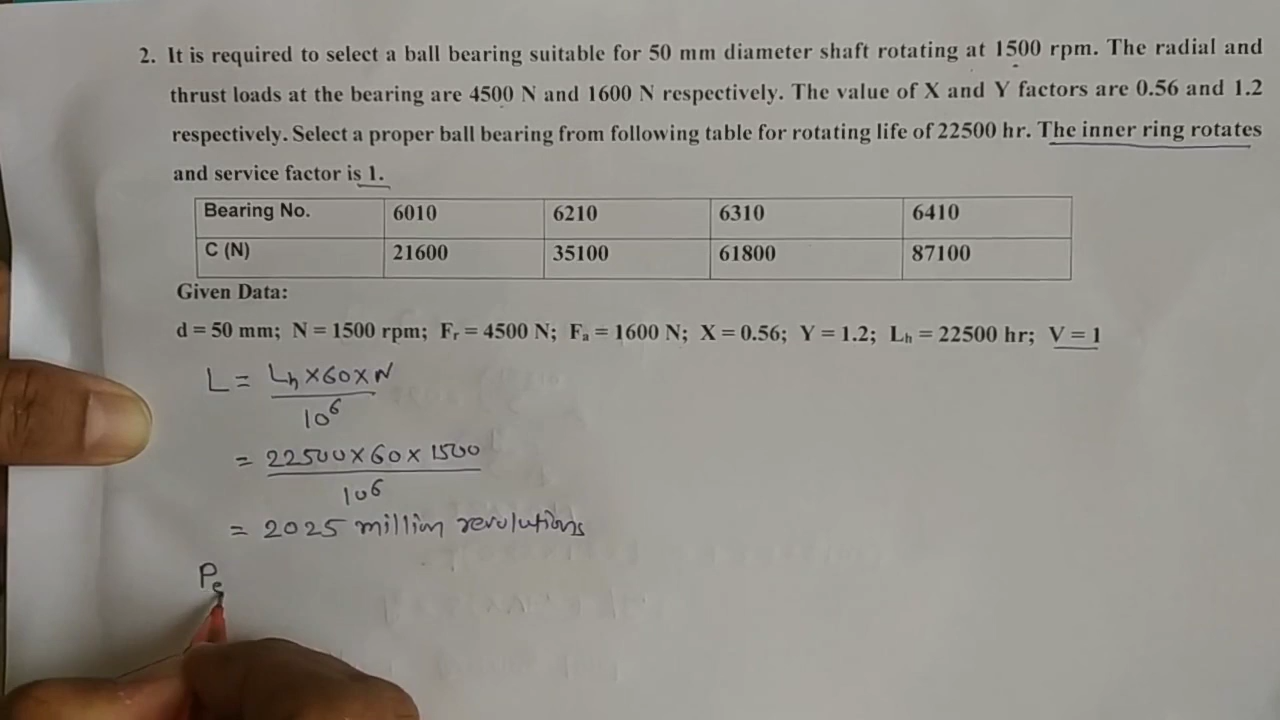 2. It is required to select a ball bearing suitable for 50 mm diameter shaft rotating at 1500 rpm. The radial and
thrust loads at the bearing are 4500 N and 1600 N respectively. The value of X and Y factors are 0.56 and 1.2
respectively. Select a proper ball bearing from following table for rotating life of 22500 hr. The inner ring rotates
and service factor is 1.
Bearing No. 6010 6210 6310 6410
C (N) 21600 35100 61800 87100
Given Data:
d = 50 mm; N = 1500 rpm; Fr = 4500 N; Fa = 1600 N; X = 0.56; Y = 1.2; Lh = 22500 hr; V = 1
L = Lh × 60 × N
10^6
= 22500 × 60 × 1500
10^6
= 2025 million revolutions
Pe